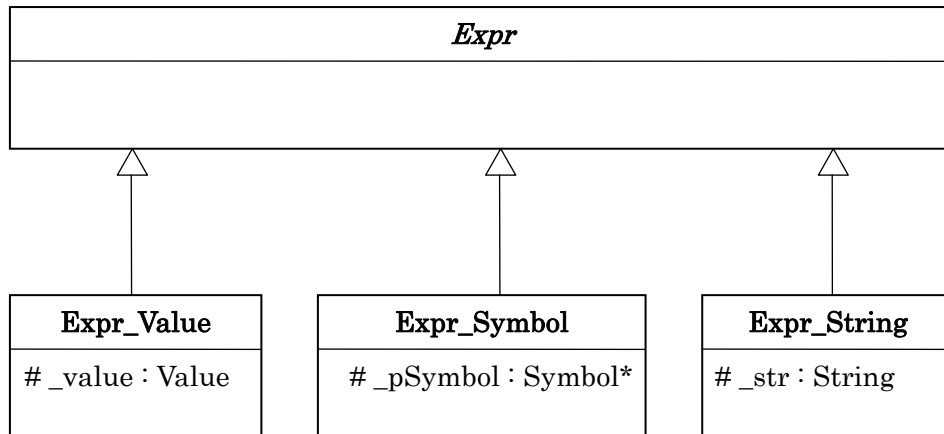 Expr
Expr_Value
# _value : Value
Expr_Symbol
# _pSymbol : Symbol*
Expr_String
# _str : String